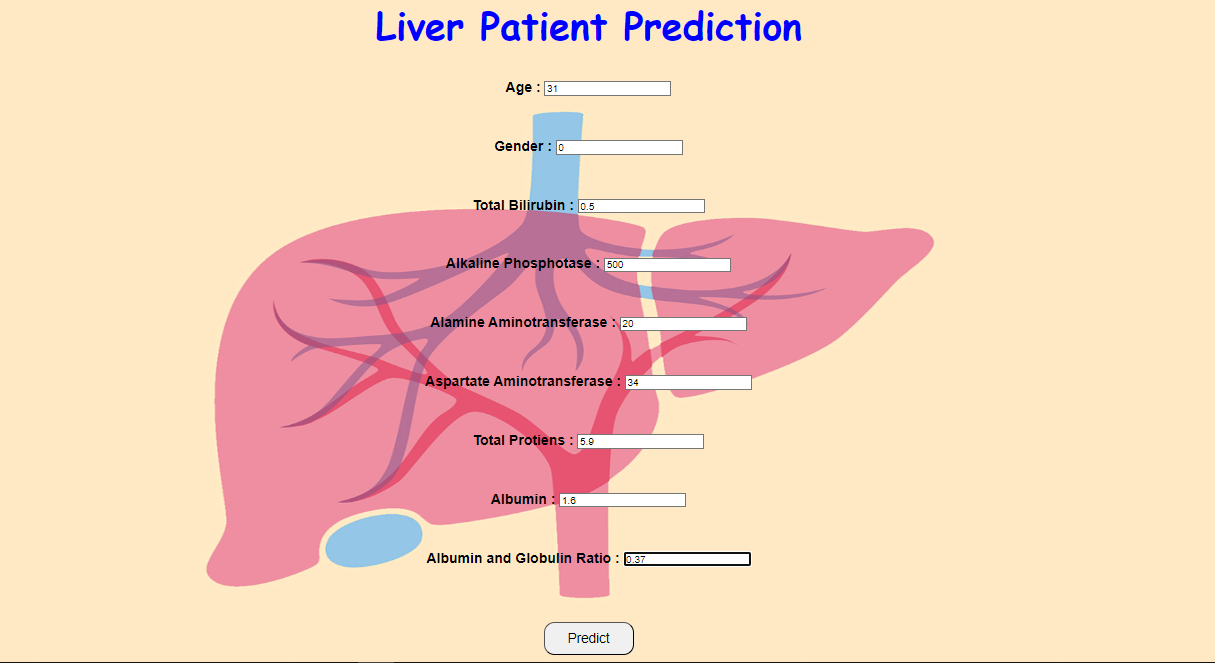 Liver Patient Prediction
Age : 31
Gender : 0
Total Bilirubin : 0.5
Alkaline Phosphotase : 500
Alamine Aminotransferase : 20
Aspartate Aminotransferase : 34
Total Protiens : 5.9
Albumin : 1.6
Albumin and Globulin Ratio : 0.37
Predict